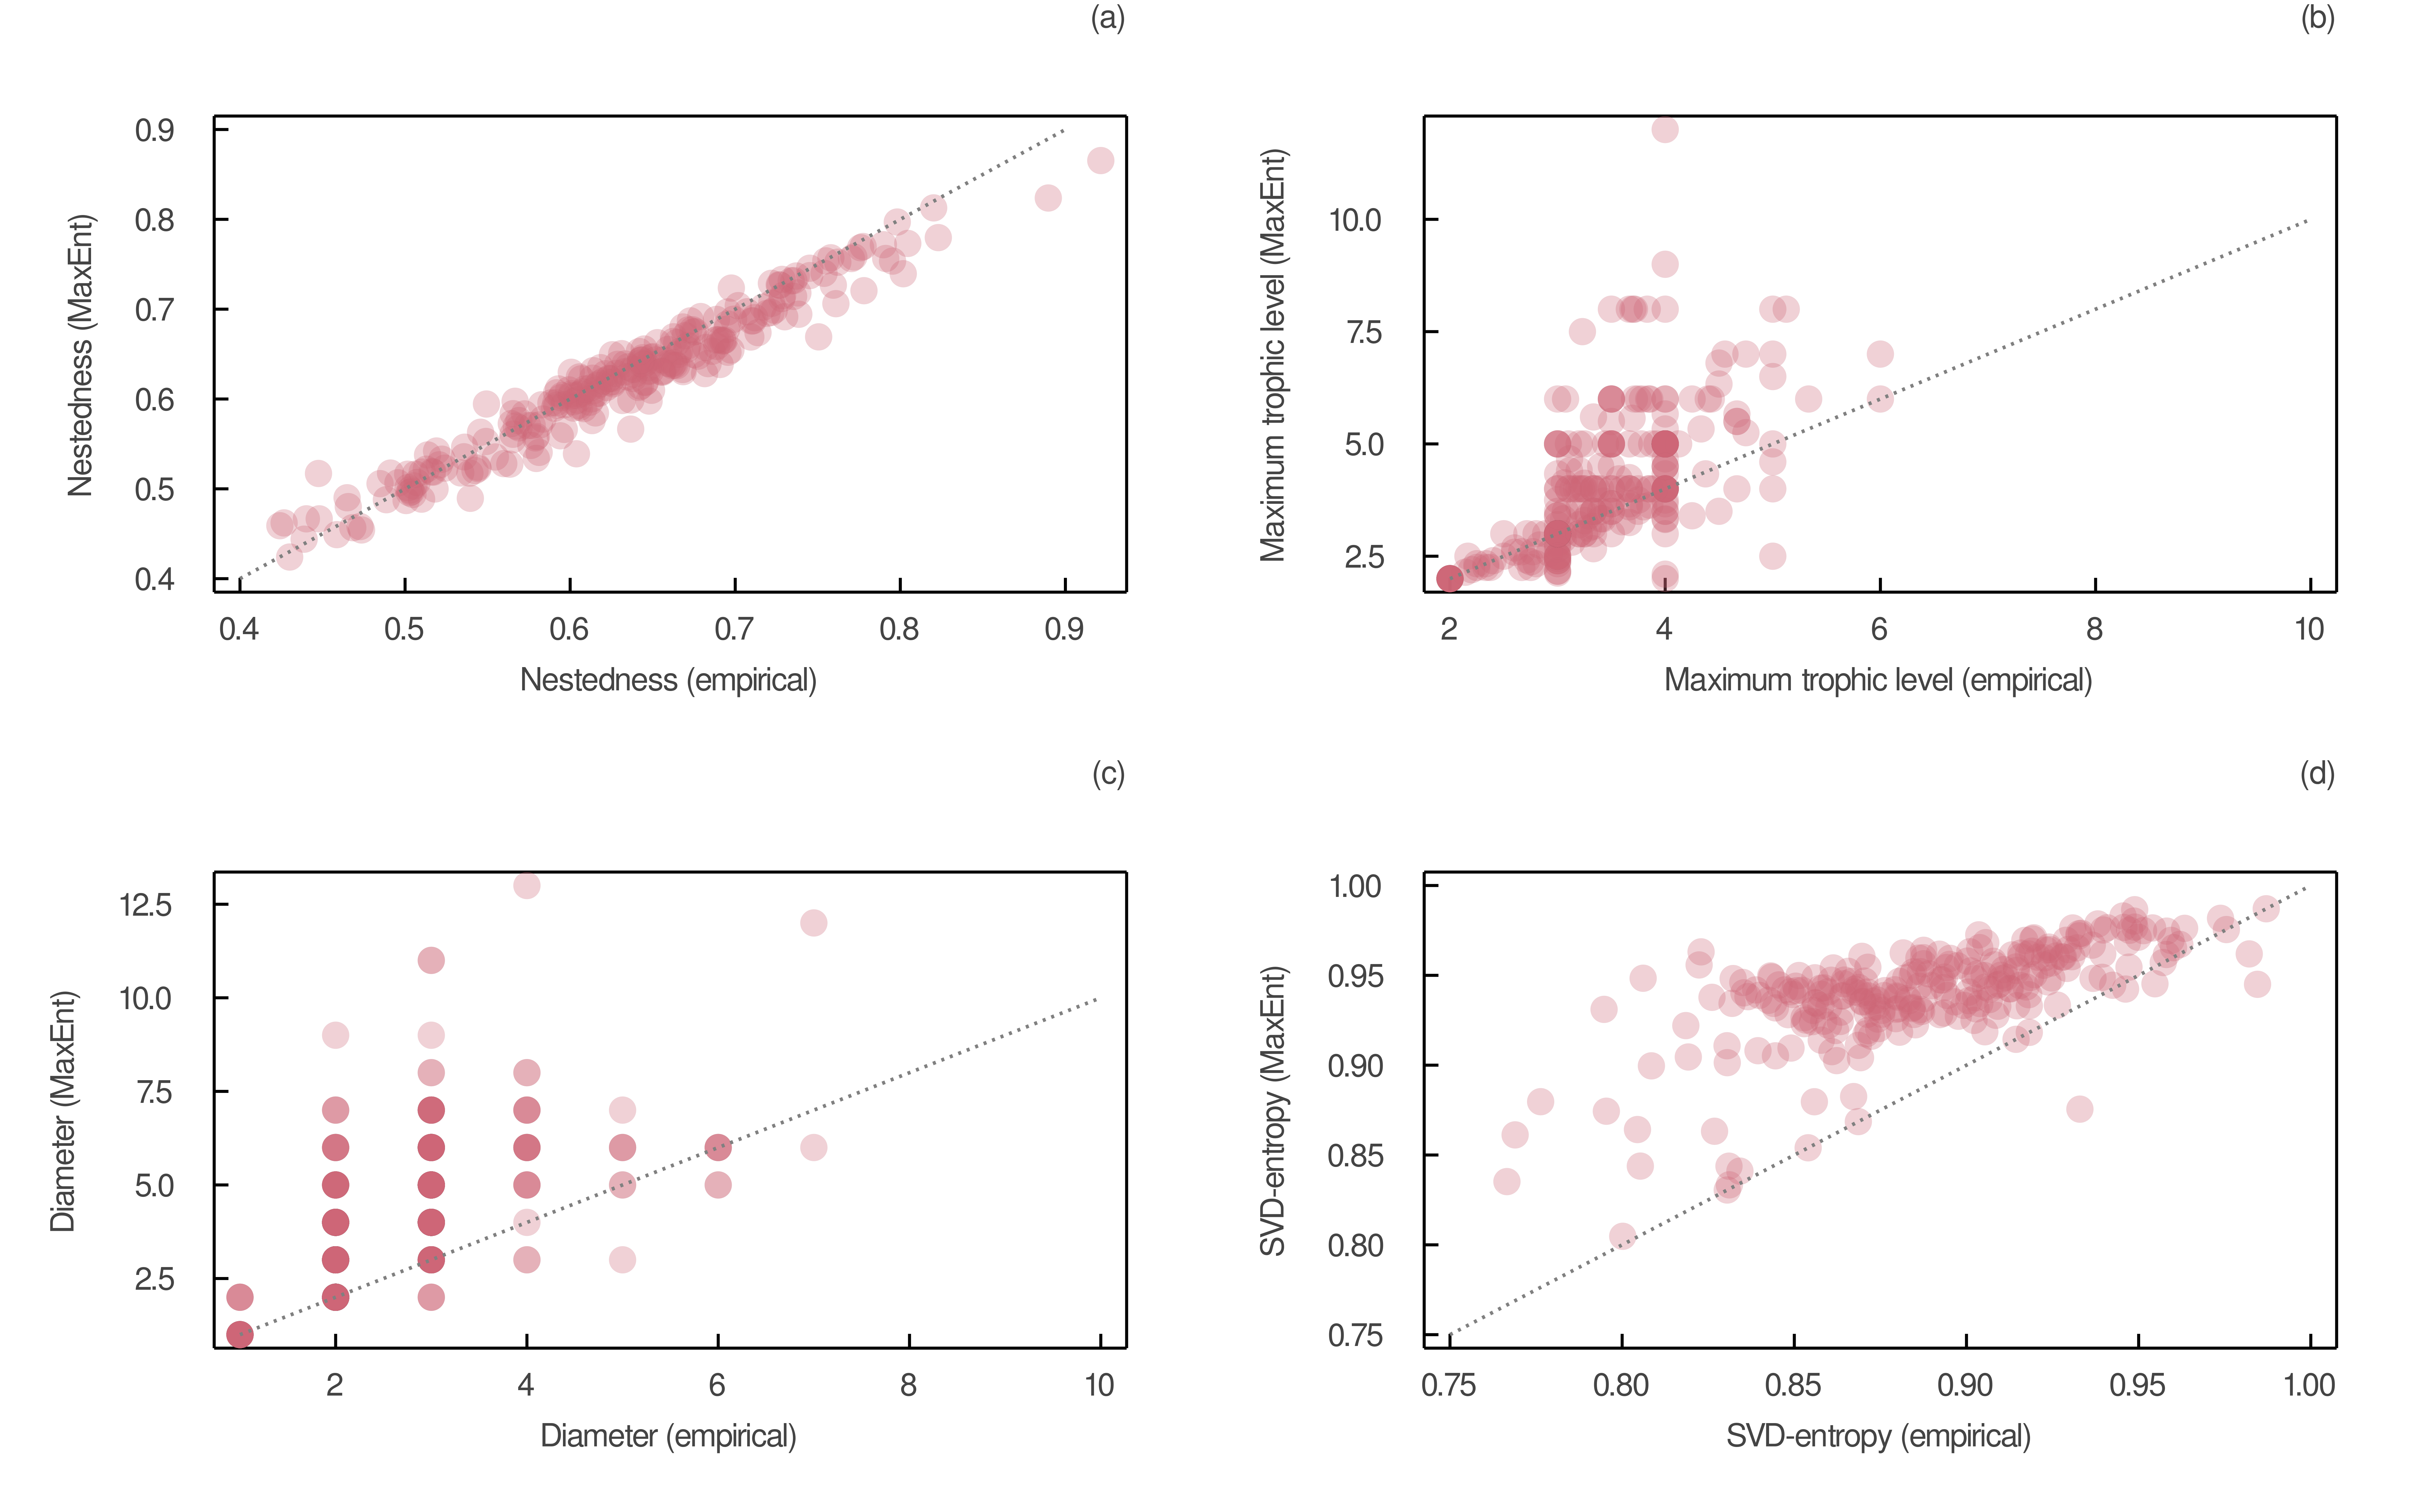 (a)
0.9
0.8
0.7
0.6
0.5
0.4
Nestedness (MaxEnt)
0.4 0.5 0.6 0.7 0.8 0.9
Nestedness (empirical)
(b)
10.0
7.5
5.0
2.5
Maximum trophic level (MaxEnt)
2 4 6 8 10
Maximum trophic level (empirical)
(c)
12.5
10.0
7.5
5.0
2.5
Diameter (MaxEnt)
2 4 6 8 10
Diameter (empirical)
(d)
1.00
0.95
0.90
0.85
0.80
0.75
SVD-entropy (MaxEnt)
0.75 0.80 0.85 0.90 0.95 1.00
SVD-entropy (empirical)